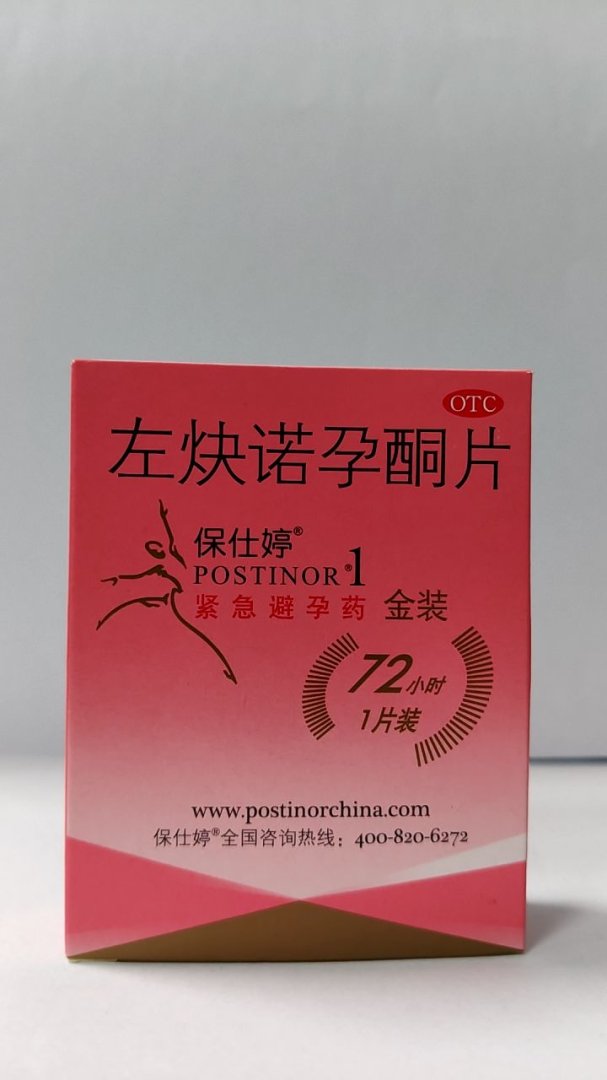 OTC
左炔诺孕酮片
保仕婷®
POSTINOR®1
紧急避孕药 金装
72小时
1片装
www.postinorchina.com
保仕婷®全国咨询热线：400-820-6272